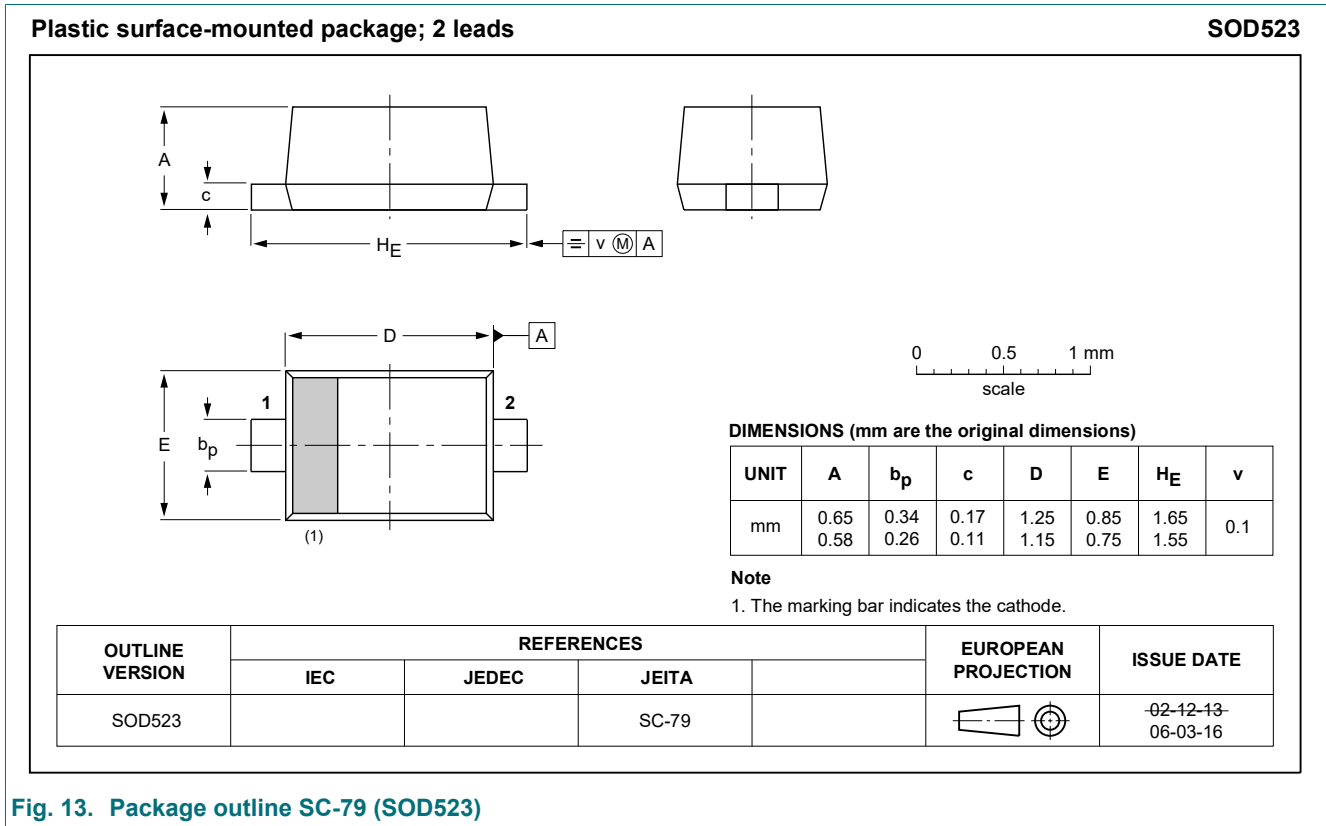 Plastic surface-mounted package; 2 leads
SOD523
A
c
HE
v Ⓜ A
D
A
1
2
E
bp
(1)
0 0.5 1 mm
scale
DIMENSIONS (mm are the original dimensions)
UNIT A bp c D E HE v
mm 0.65 0.34 0.17 1.25 0.85 1.65 0.1
0.58 0.26 0.11 1.15 0.75 1.55
Note
1. The marking bar indicates the cathode.
OUTLINE VERSION
REFERENCES
EUROPEAN PROJECTION
ISSUE DATE
IEC JEDEC JEITA
SOD523 SC-79
02-12-13
06-03-16
Fig. 13. Package outline SC-79 (SOD523)